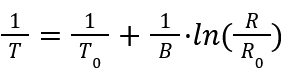 1/T = 1/T₀ + 1/B · ln(R/R₀)